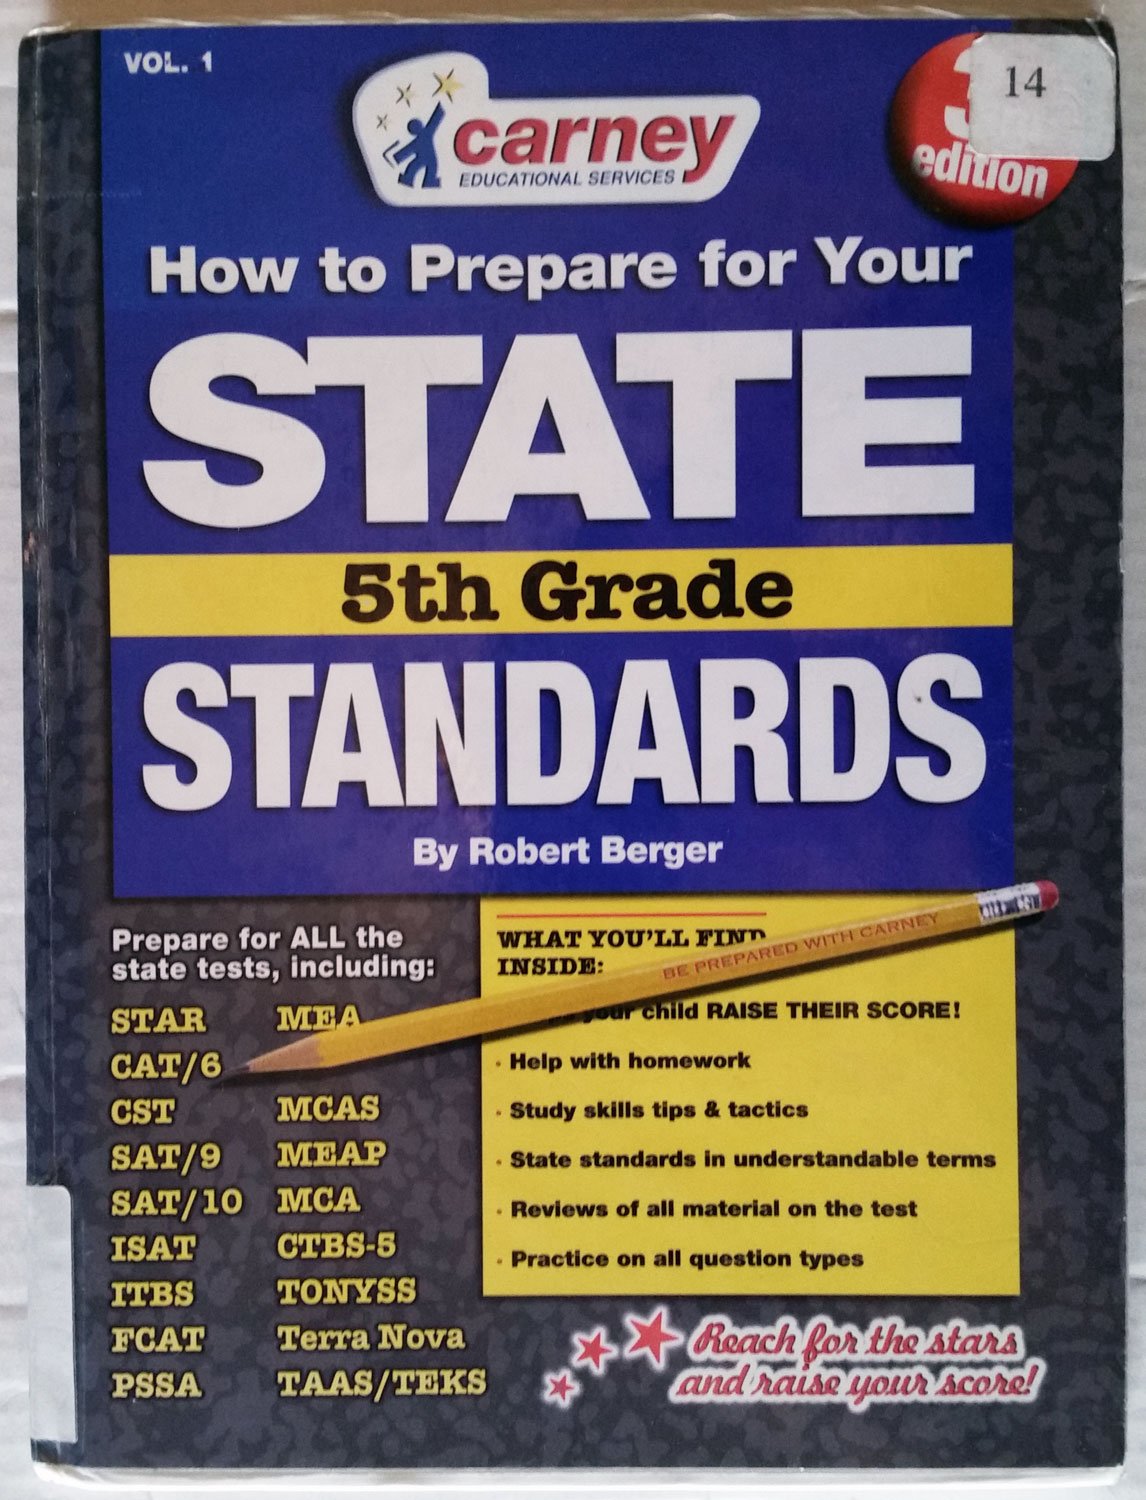 VOL. 1
carney
EDUCATIONAL SERVICES
14
edition
How to Prepare for Your
STATE
5th Grade
STANDARDS
By Robert Berger
Prepare for ALL the
state tests, including:
STAR
CAT/6
CST
SAT/9
SAT/10
ISAT
ITBS
FCAT
PSSA
MEA
MCAS
MEAP
MCA
CTBS-5
TONYSS
Terra Nova
TAAS/TEKS
WHAT YOU'LL FIND
INSIDE:
BE PREPARED WITH CARNEY
your child RAISE THEIR SCORE!
· Help with homework
· Study skills tips & tactics
· State standards in understandable terms
· Reviews of all material on the test
· Practice on all question types
Reach for the stars
and raise your score!